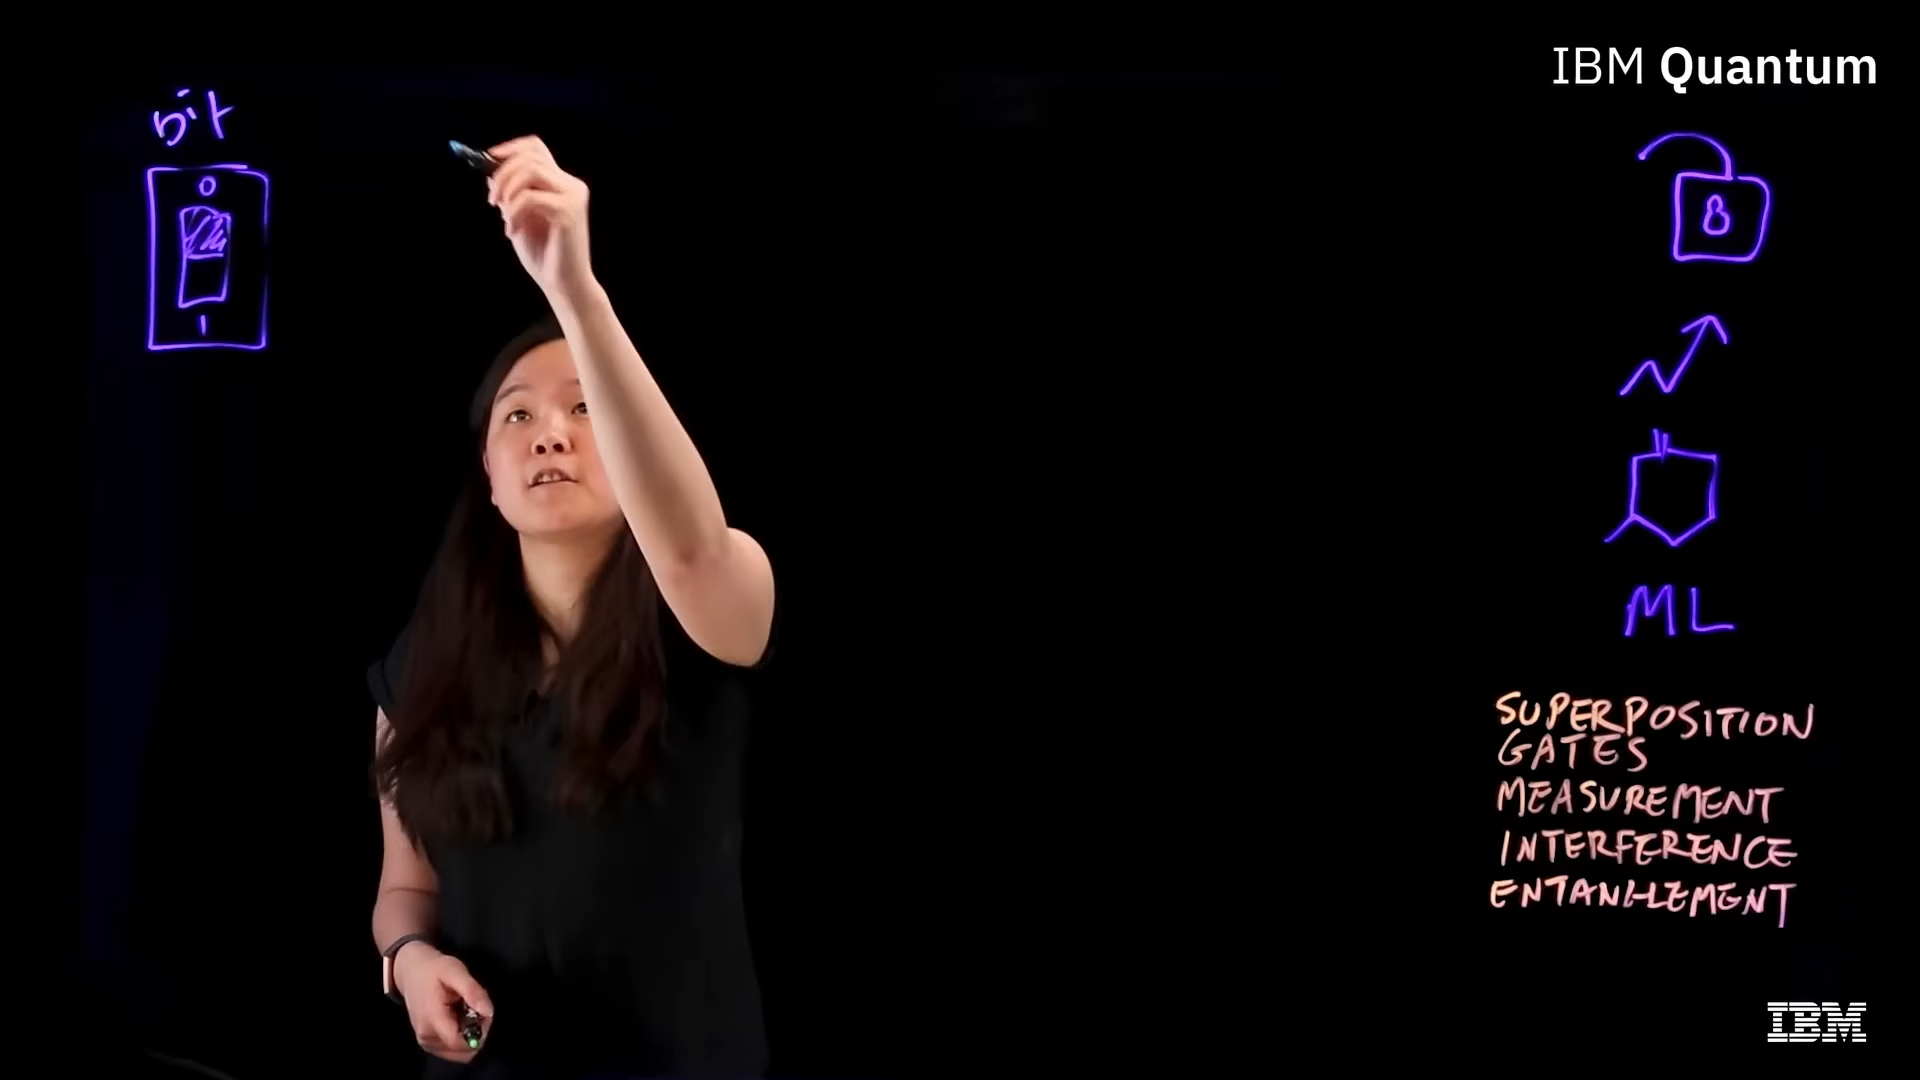 IBM Quantum
bit
0
1
8
ML
SUPERPOSITION
GATES
MEASUREMENT
INTERFERENCE
ENTANGLEMENT
IBM